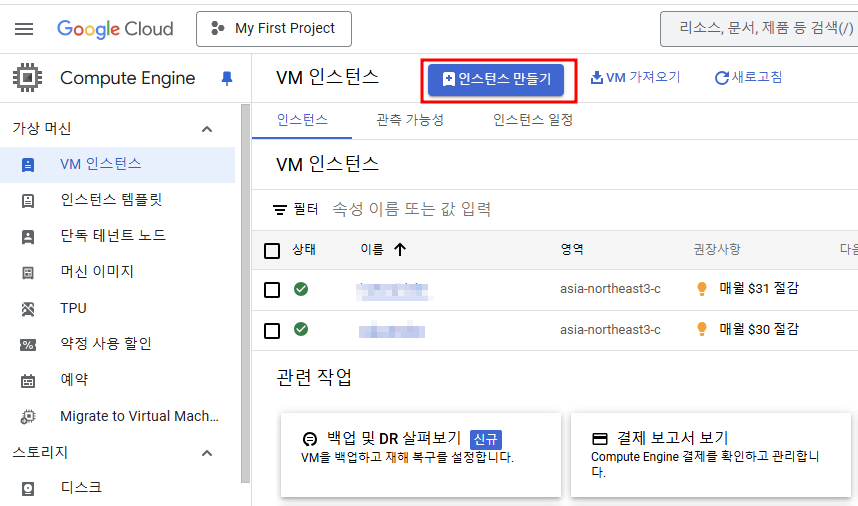 Google Cloud
My First Project
리소스, 문서, 제품 등 검색(/)
Compute Engine
VM 인스턴스
인스턴스 만들기
VM 가져오기
새로고침
가상 머신
VM 인스턴스
인스턴스 템플릿
단독 테넌트 노드
머신 이미지
TPU
약정 사용 할인
예약
Migrate to Virtual Mach...
스토리지
디스크
인스턴스
관측 가능성
인스턴스 일정
VM 인스턴스
필터 속성 이름 또는 값 입력
상태 이름 영역 권장사항
asia-northeast3-c 매월 $31 절감
asia-northeast3-c 매월 $30 절감
관련 작업
백업 및 DR 살펴보기 신규
VM을 백업하고 재해 복구를 설정합니다.
결제 보고서 보기
Compute Engine 결제를 확인하고 관리합니
다.